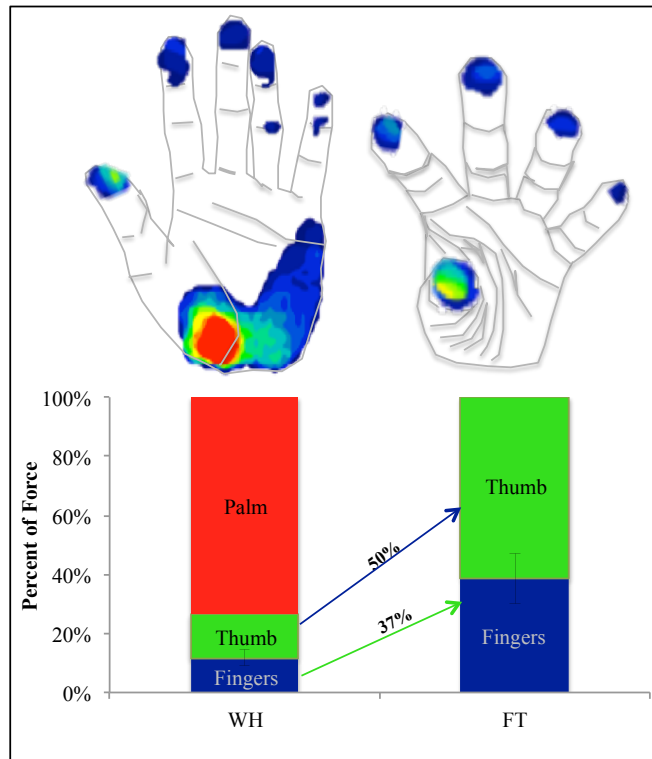 100%
80%
60%
40%
20%
0%
Percent of Force
Palm
Thumb
Fingers
50%
37%
Thumb
Fingers
WH
FT